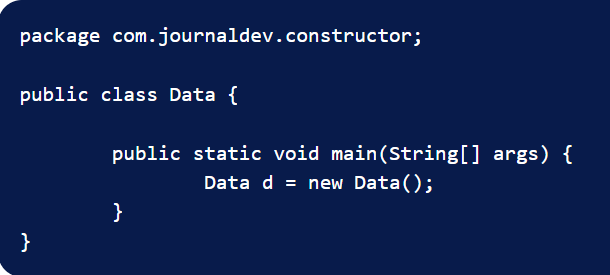 package com.journaldev.constructor;
public class Data {
public static void main(String[] args) {
Data d = new Data();
}
}